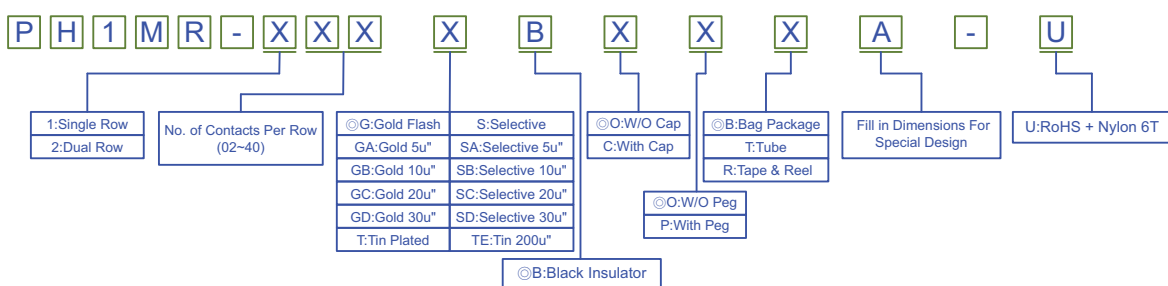 PH1MR-XXX X B X X X A - U
1:Single Row
2:Dual Row
No. of Contacts Per Row
(02~40)
◎G:Gold Flash S:Selective
GA:Gold 5u" SA:Selective 5u"
GB:Gold 10u" SB:Selective 10u"
GC:Gold 20u" SC:Selective 20u"
GD:Gold 30u" SD:Selective 30u"
T:Tin Plated TE:Tin 200u"
◎B:Black Insulator
◎O:W/O Cap
C:With Cap
◎O:W/O Peg
P:With Peg
◎B:Bag Package
T:Tube
R:Tape & Reel
Fill in Dimensions For
Special Design
U:RoHS + Nylon 6T